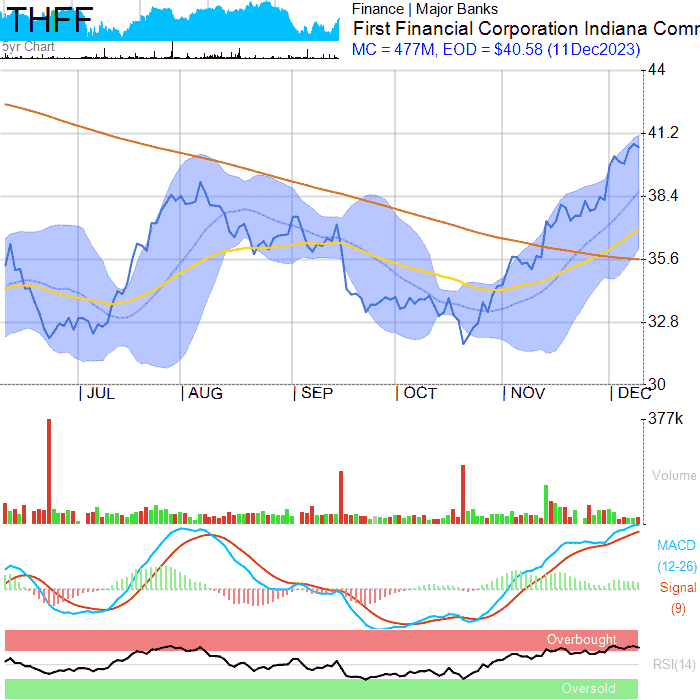 THFF
5yr Chart
Finance | Major Banks
First Financial Corporation Indiana Comm
MC = 477M, EOD = $40.58 (11Dec2023)
44
41.2
38.4
35.6
32.8
30
JUL AUG SEP OCT NOV DEC
377k
Volume
MACD
(12-26)
Signal
(9)
Overbought
RSI(14)
Oversold